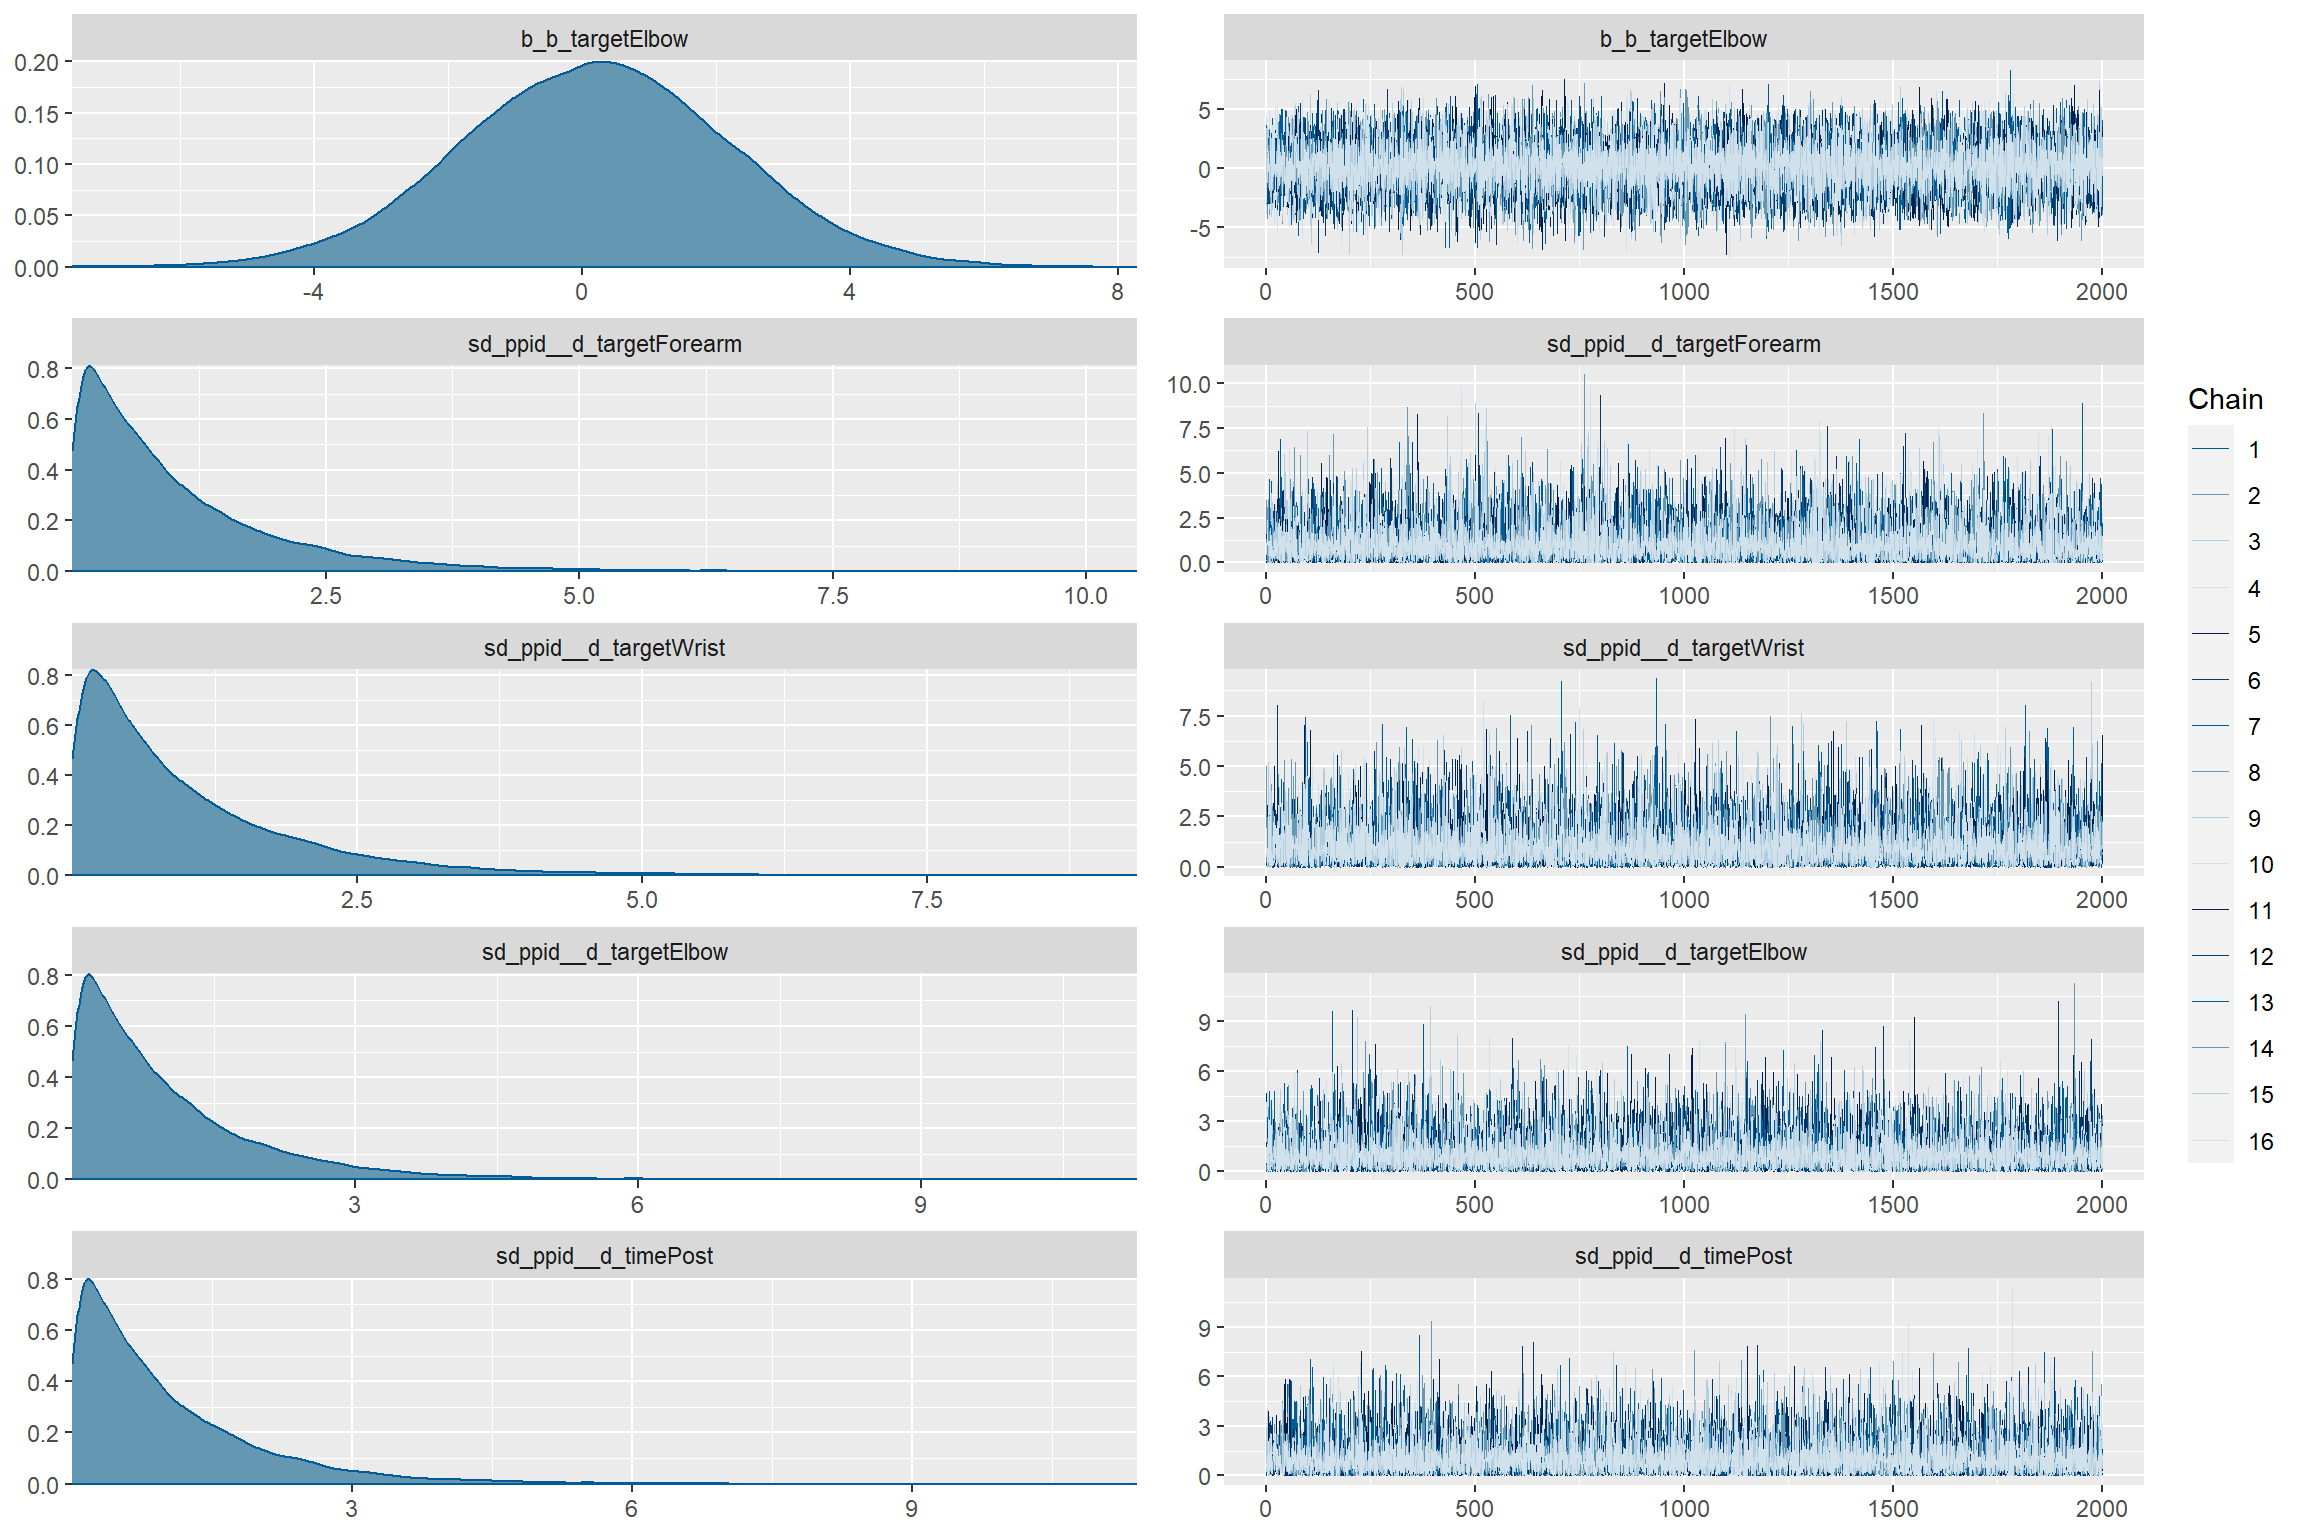 b_b_targetElbow
0.20
0.15
0.10
0.05
0.00
-4 0 4 8
b_b_targetElbow
5
0
-5
0 500 1000 1500 2000
sd_ppid__d_targetForearm
0.8
0.6
0.4
0.2
0.0
2.5 5.0 7.5 10.0
sd_ppid__d_targetForearm
10.0
7.5
5.0
2.5
0.0
0 500 1000 1500 2000
sd_ppid__d_targetWrist
0.8
0.6
0.4
0.2
0.0
2.5 5.0 7.5
sd_ppid__d_targetWrist
7.5
5.0
2.5
0.0
0 500 1000 1500 2000
sd_ppid__d_targetElbow
0.8
0.6
0.4
0.2
0.0
3 6 9
sd_ppid__d_targetElbow
9
6
3
0
0 500 1000 1500 2000
sd_ppid__d_timePost
0.8
0.6
0.4
0.2
0.0
3 6 9
sd_ppid__d_timePost
9
6
3
0
0 500 1000 1500 2000
Chain
1
2
3
4
5
6
7
8
9
10
11
12
13
14
15
16